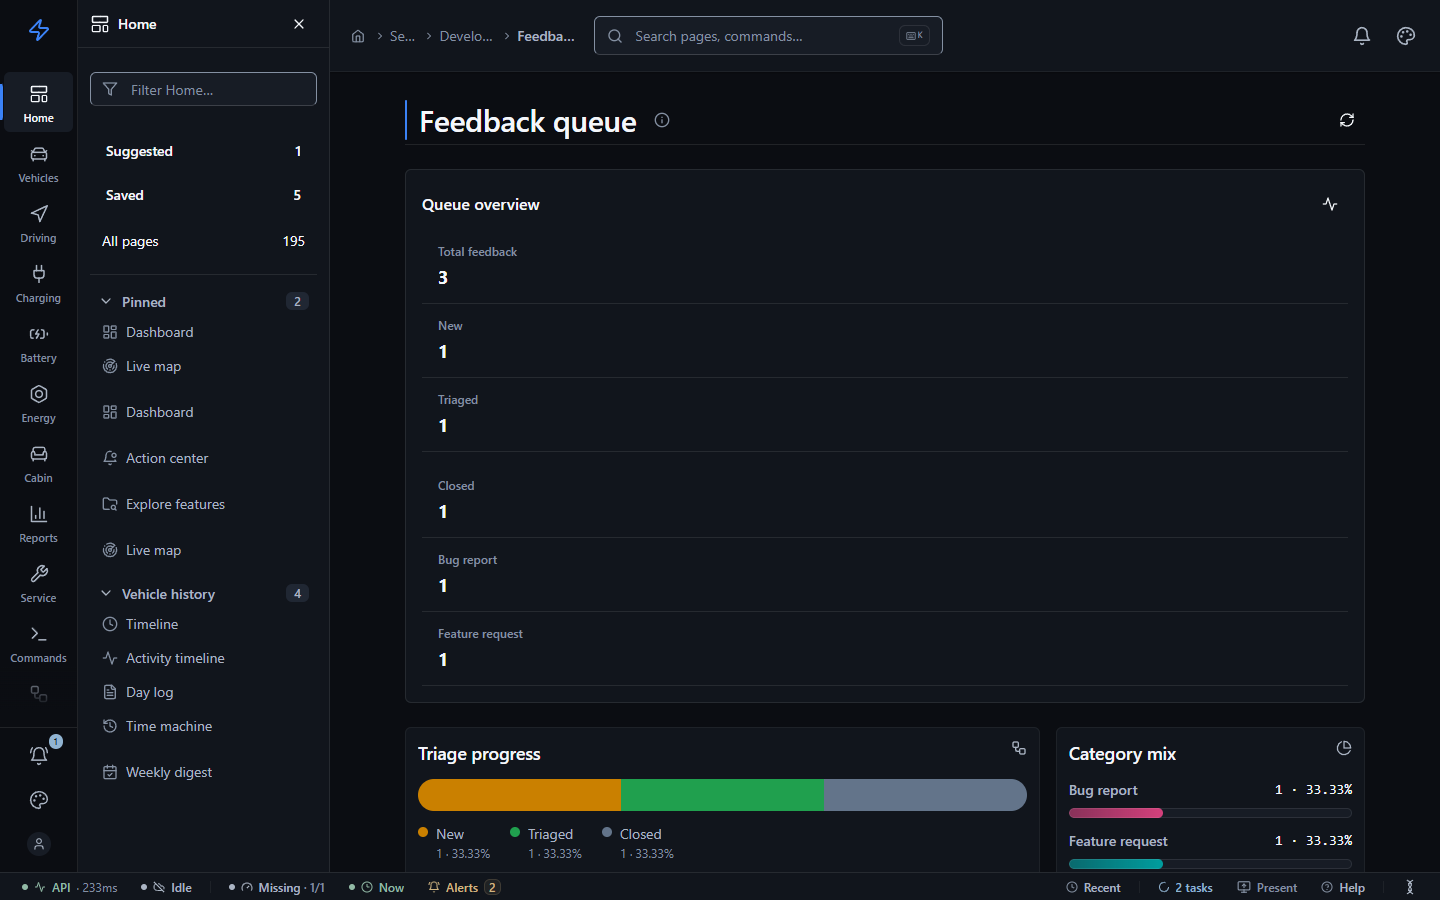 Home
Se...
Develo...
Feedba...
Search pages, commands...
K
Home
Vehicles
Driving
Charging
Battery
Energy
Cabin
Reports
Service
Commands
1
Filter Home...
Suggested 1
Saved 5
All pages 195
Pinned 2
Dashboard
Live map
Dashboard
Action center
Explore features
Live map
Vehicle history 4
Timeline
Activity timeline
Day log
Time machine
Weekly digest
Feedback queue
Queue overview
Total feedback
3
New
1
Triaged
1
Closed
1
Bug report
1
Feature request
1
Triage progress
New
1 · 33.33%
Triaged
1 · 33.33%
Closed
1 · 33.33%
Category mix
Bug report 1 · 33.33%
Feature request 1 · 33.33%
API · 233ms
Idle
Missing · 1/1
Now
Alerts 2
Recent
2 tasks
Present
Help